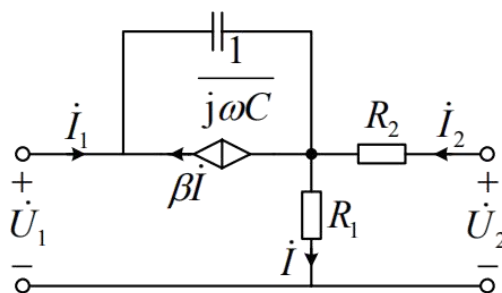 1
jωC
İ₁
R₂
İ₂
+
βİ
+
U̇₁
R₁
U̇₂
−
İ
−